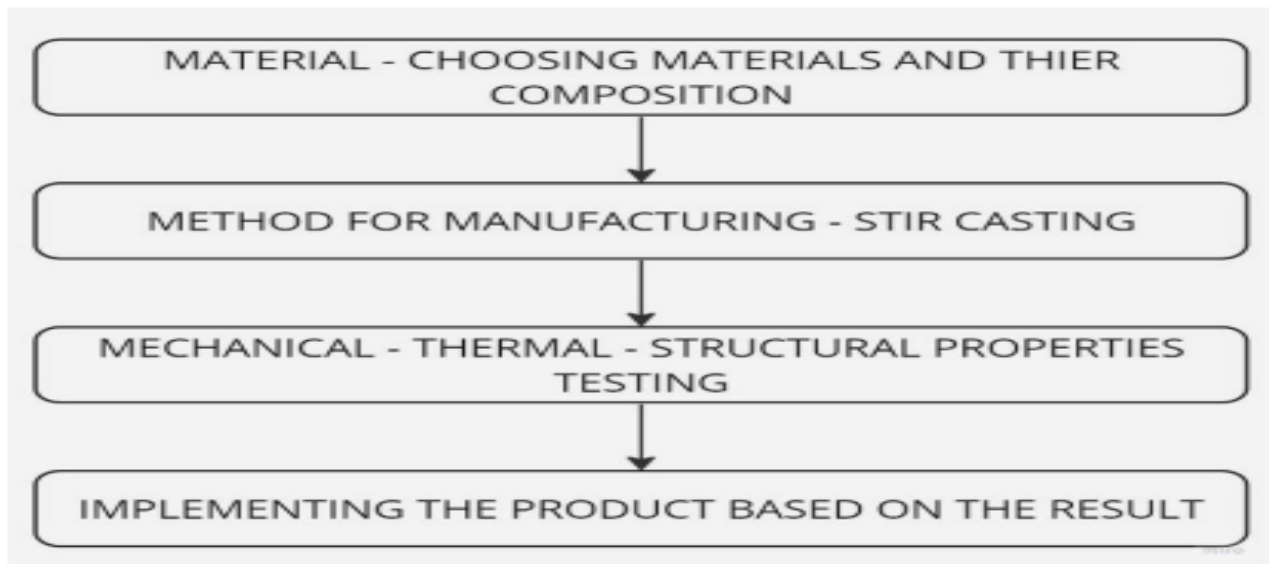 MATERIAL - CHOOSING MATERIALS AND THIER
COMPOSITION
METHOD FOR MANUFACTURING - STIR CASTING
MECHANICAL - THERMAL - STRUCTURAL PROPERTIES
TESTING
IMPLEMENTING THE PRODUCT BASED ON THE RESULT